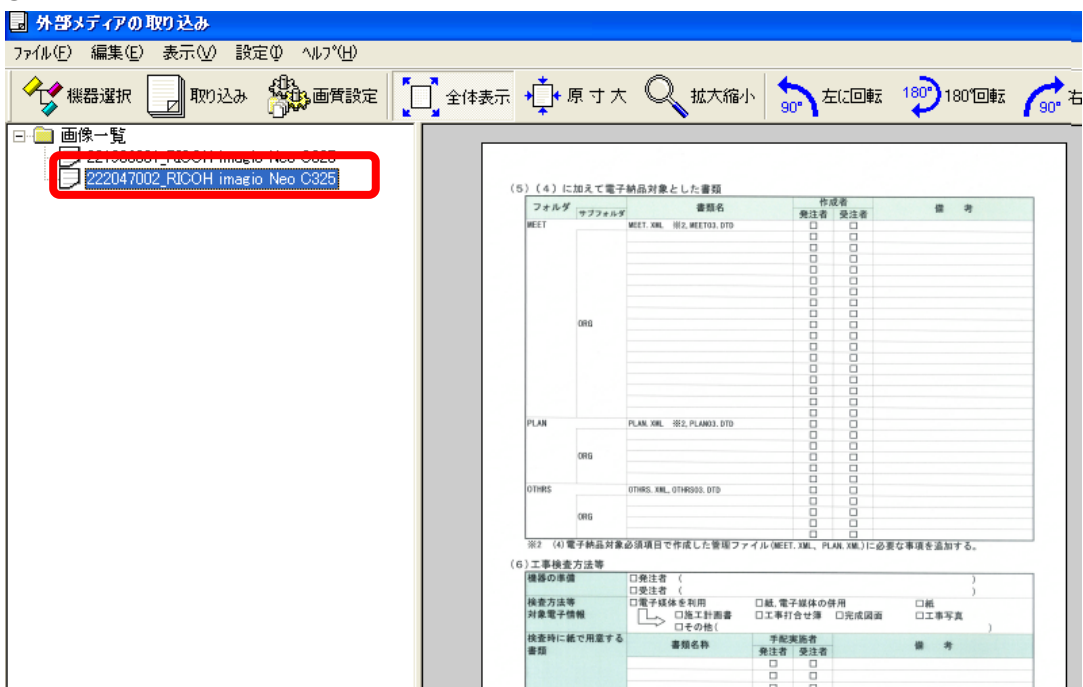 外部メディアの取り込み
ファイル(F) 編集(E) 表示(V) 設定(I) ヘルプ(H)
機器選択 取り込み 画質設定 全体表示 原寸大 拡大縮小 90° 左に回転 180° 180°回転 90° 右
画像一覧
222047002_RICOH imagio Neo C325
(5)(4)に加えて電子納品対象とした書類
フォルダ サブフォルダ 書類名 作成者 備考
発注者 受注者
MEET MEET.XML ※2,MEET03.DTD □ □
□ □
□ □
□ □
□ □
□ □
□ □
□ □
□ □
ORG □ □
□ □
□ □
□ □
□ □
□ □
□ □
□ □
□ □
PLAN PLAN.XML ※2,PLAN03.DTD □ □
□ □
□ □
ORG □ □
□ □
□ □
OTHRS OTHRS.XML,OTHRS03.DTD □ □
□ □
ORG □ □
□ □
□ □
※2 (4)電子納品対象必須項目で作成した管理ファイル(MEET.XML, PLAN.XML)に必要な事項を追加する。
(6)工事検査方法等
機器の準備 □発注者 ( )
□受注者 ( )
検査方法等 □電子媒体を利用 □紙,電子媒体の併用 □紙
対象電子情報 □施工計画書 □工事打合せ簿 □完成図面 □工事写真
□その他( )
検査時に紙で用意する書類 書類名称 手配実施者 備考
発注者 受注者
□ □
□ □